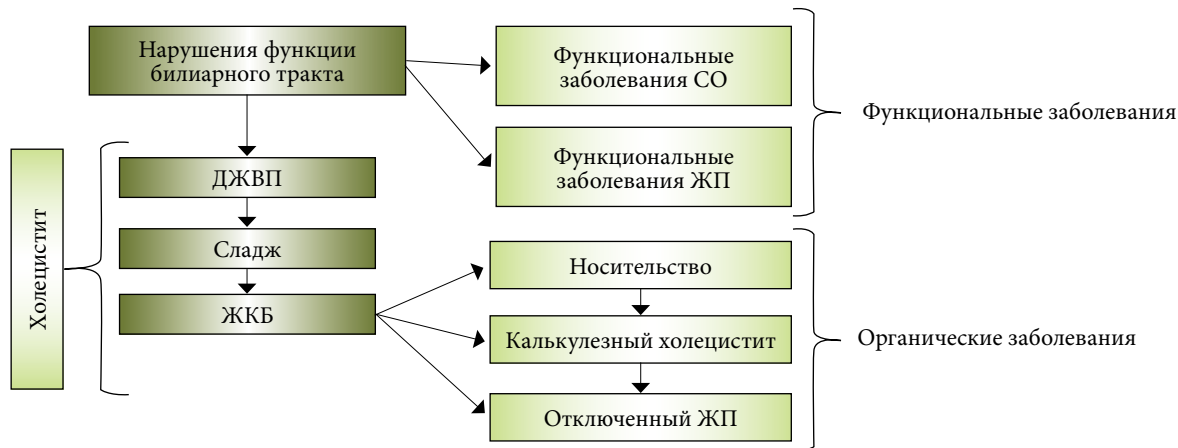 Нарушения функции
билиарного тракта
Функциональные
заболевания СО
Функциональные
заболевания ЖП
Функциональные заболевания
Холецистит
ДЖВП
Сладж
ЖКБ
Носительство
Калькулезный холецистит
Отключенный ЖП
Органические заболевания